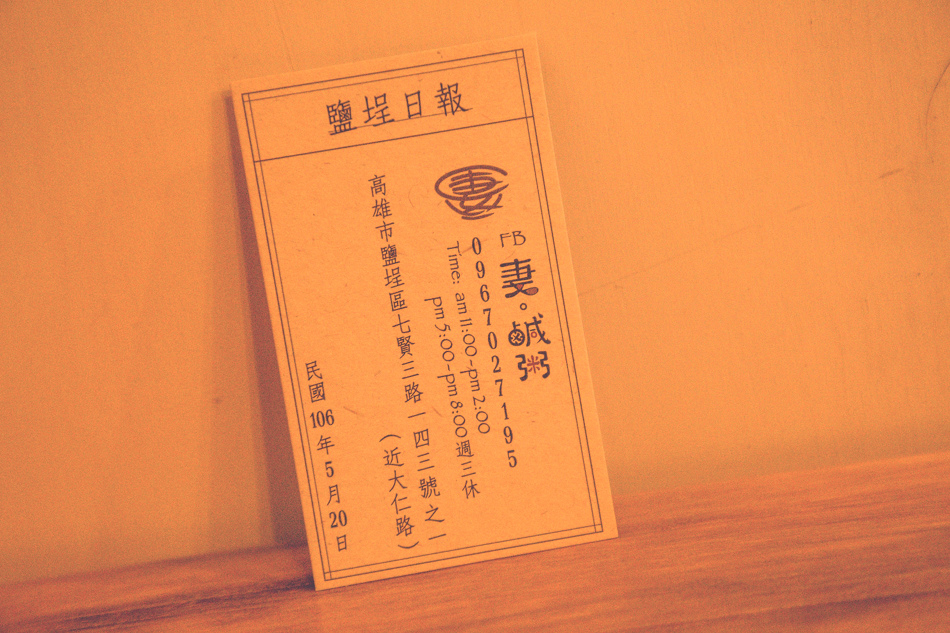 鹽埕日報
妻
FB 妻。鹹粥
0967027195
Time: am 11:00-pm 2:00
pm 5:00-pm 8:00 週三休
高雄市鹽埕區七賢三路一四三號之一
(近大仁路)
民國106年5月20日